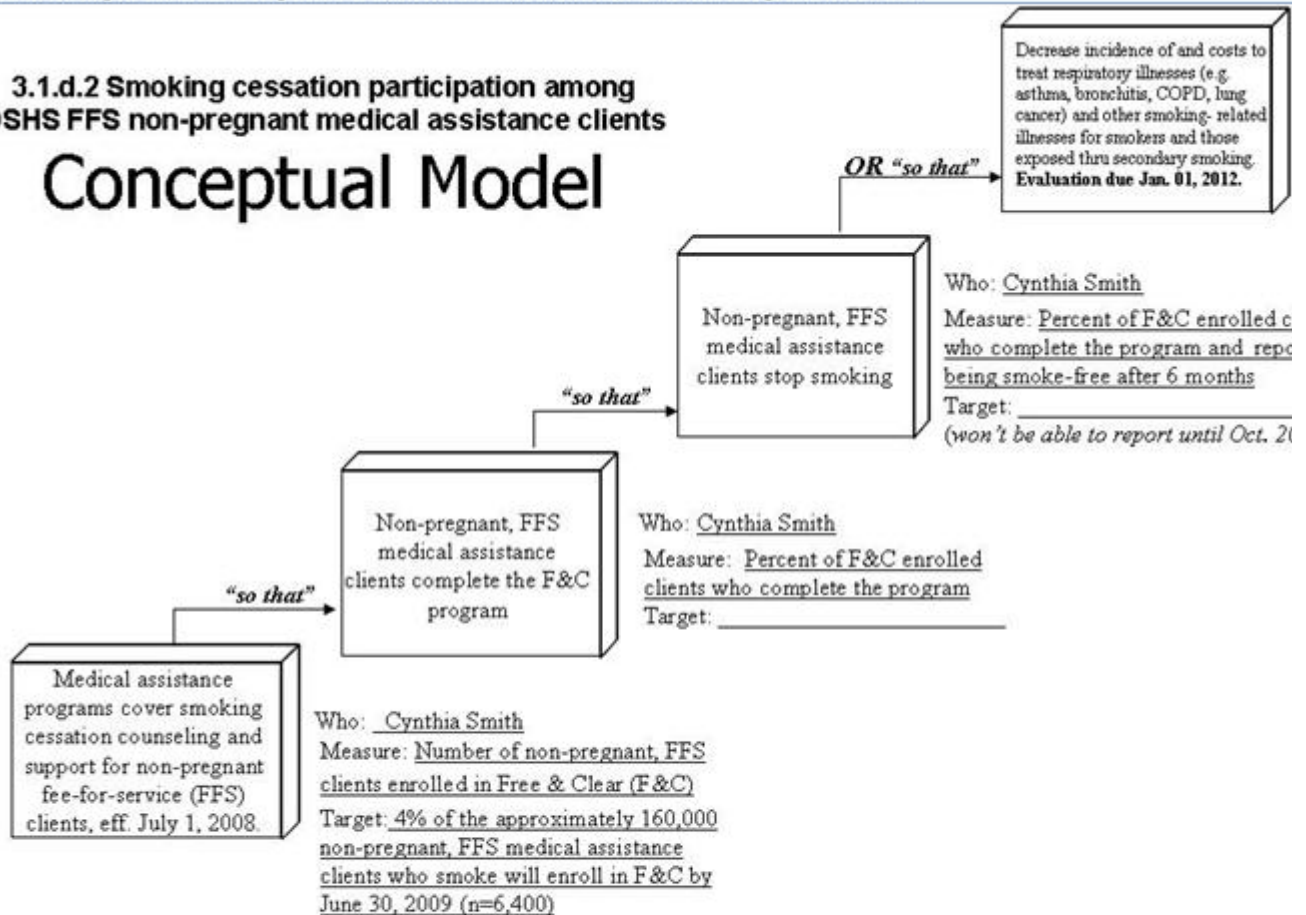 3.1.d.2 Smoking cessation participation among
DSHS FFS non-pregnant medical assistance clients
Conceptual Model
Decrease incidence of and costs to
treat respiratory illnesses (e.g.
asthma, bronchitis, COPD, lung
cancer) and other smoking- related
illnesses for smokers and those
exposed thru secondary smoking.
Evaluation due Jan. 01, 2012.
OR "so that"
Non-pregnant, FFS
medical assistance
clients stop smoking
Who: Cynthia Smith
Measure: Percent of F&C enrolled
who complete the program and
being smoke-free after 6 months
Target:
(won't be able to report until Oct.
"so that"
Non-pregnant, FFS
medical assistance
clients complete the F&C
program
Who: Cynthia Smith
Measure: Percent of F&C enrolled
clients who complete the program
Target:
"so that"
Medical assistance
programs cover smoking
cessation counseling and
support for non-pregnant
fee-for-service (FFS)
clients, eff. July 1, 2008.
Who: Cynthia Smith
Measure: Number of non-pregnant, FFS
clients enrolled in Free & Clear (F&C)
Target: 4% of the approximately 160,000
non-pregnant, FFS medical assistance
clients who smoke will enroll in F&C by
June 30, 2009 (n=6,400)